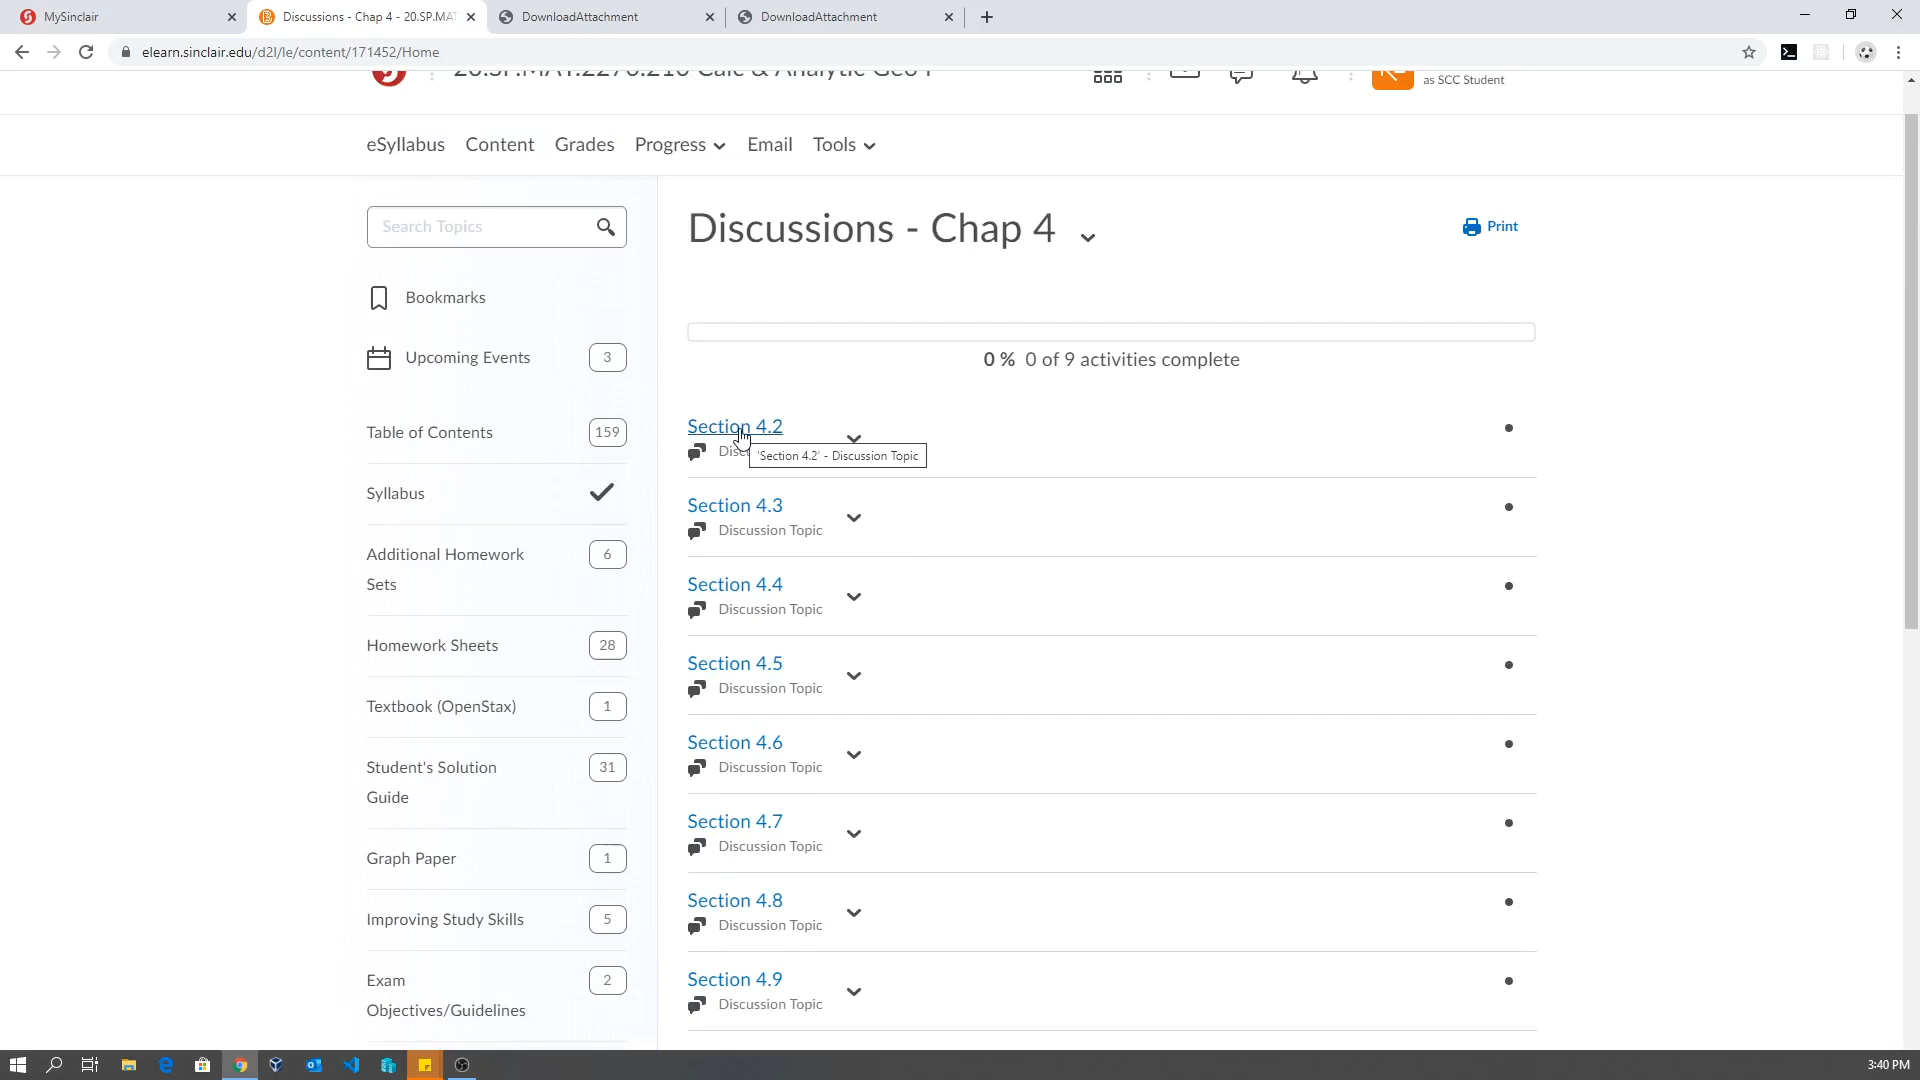 MySinclair
Discussions - Chap 4 - 20.SP.MAT
DownloadAttachment
DownloadAttachment
elearn.sinclair.edu/d2l/le/content/171452/Home
20.SP.MAT.2270.210 Calc & Analytic Geo I
as SCC Student
eSyllabus Content Grades Progress Email Tools
Search Topics
Bookmarks
Upcoming Events 3
Table of Contents 159
Syllabus
Additional Homework Sets 6
Homework Sheets 28
Textbook (OpenStax) 1
Student's Solution Guide 31
Graph Paper 1
Improving Study Skills 5
Exam Objectives/Guidelines 2
Discussions - Chap 4
Print
0 % 0 of 9 activities complete
Section 4.2
'Section 4.2' - Discussion Topic
Section 4.3
Discussion Topic
Section 4.4
Discussion Topic
Section 4.5
Discussion Topic
Section 4.6
Discussion Topic
Section 4.7
Discussion Topic
Section 4.8
Discussion Topic
Section 4.9
Discussion Topic
3:40 PM